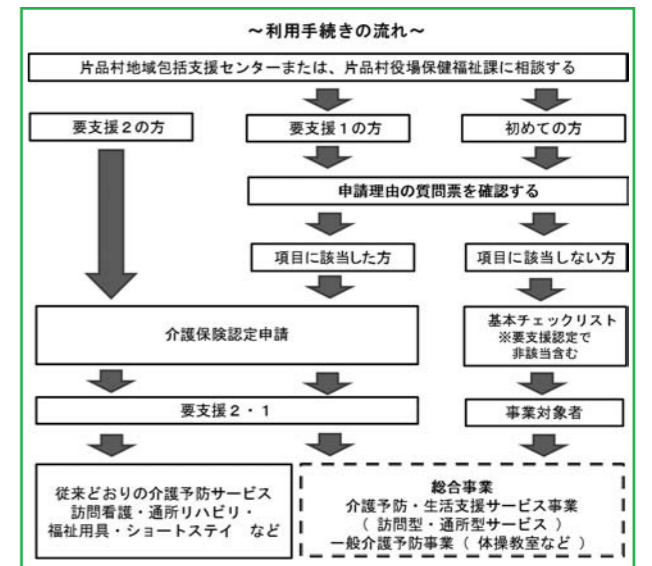 ～利用手続きの流れ～
片品村地域包括支援センターまたは、片品村役場保健福祉課に相談する
要支援２の方
要支援１の方
初めての方
申請理由の質問票を確認する
項目に該当した方
項目に該当しない方
介護保険認定申請
基本チェックリスト
※要支援認定で
非該当含む
要支援２・１
事業対象者
従来どおりの介護予防サービス
訪問看護・通所リハビリ・
福祉用具・ショートステイ　など
総合事業
介護予防・生活支援サービス事業
（ 訪問型・通所型サービス ）
一般介護予防事業（ 体操教室など ）